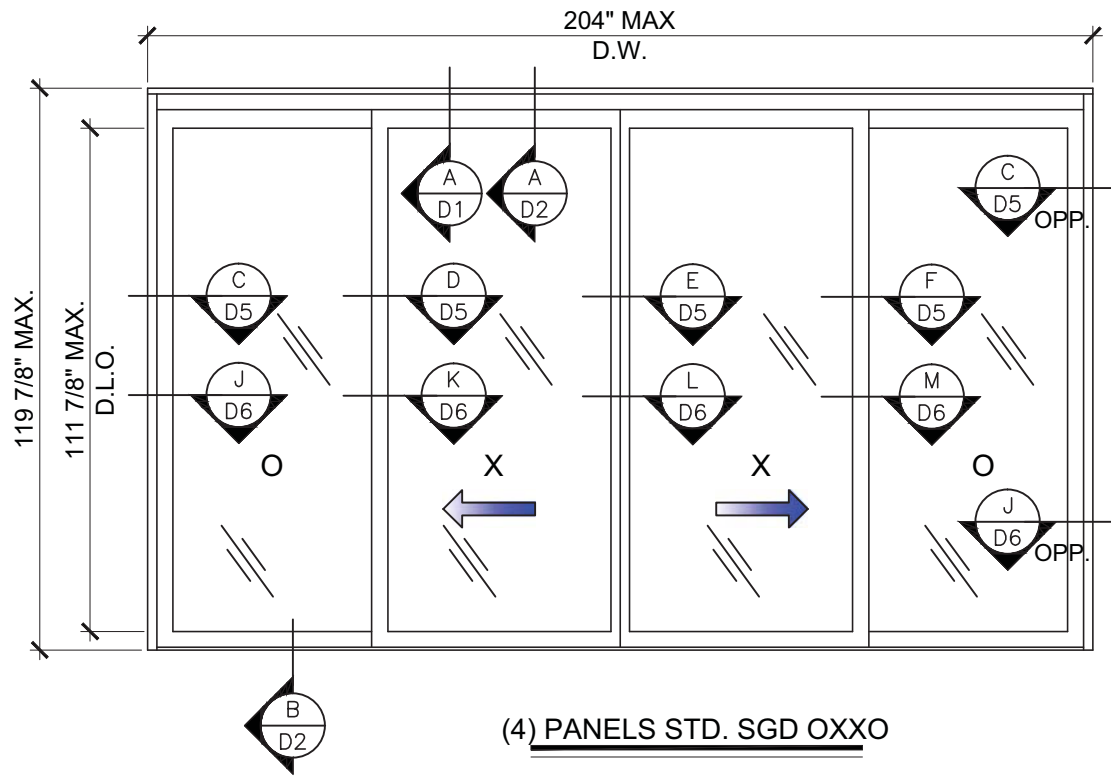 204" MAX
D.W.
119 7/8" MAX.
111 7/8" MAX.
D.L.O.
A
D1
A
D2
C
D5
OPP.
C
D5
D
D5
E
D5
F
D5
J
D6
K
D6
L
D6
M
D6
O
X
X
O
J
D6
OPP.
B
D2
(4) PANELS STD. SGD OXXO